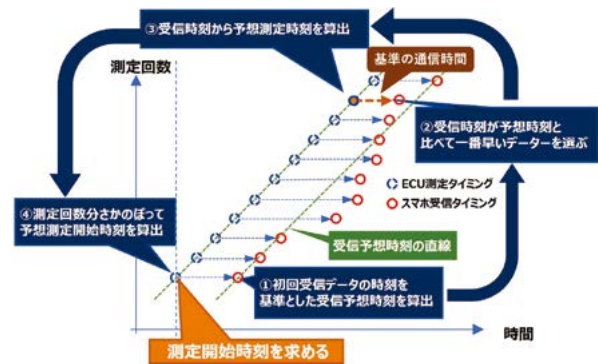 ③受信時刻から予想測定時刻を算出
測定回数
基準の通信時間
②受信時刻が予想時刻と
比べて一番早いデーターを選ぶ
ECU測定タイミング
スマホ受信タイミング
④測定回数分さかのぼって
予想測定開始時刻を算出
受信予想時刻の直線
①初回受信データの時刻を
基準とした受信予想時刻を算出
時間
測定開始時刻を求める